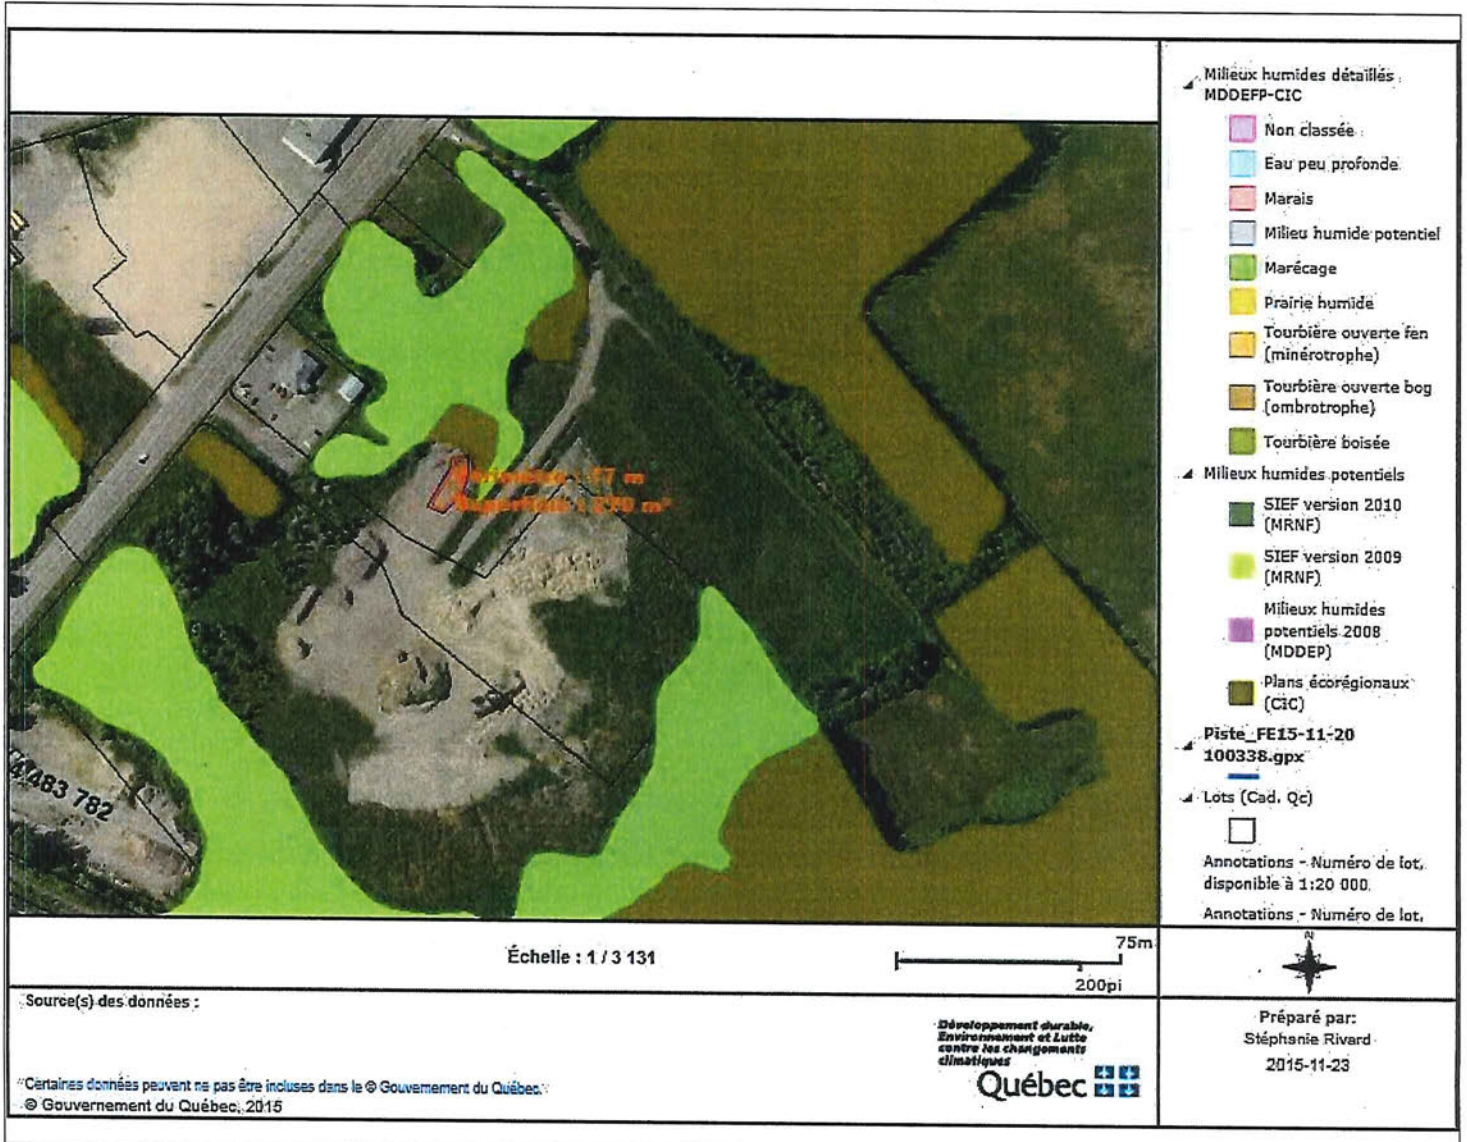 Milieux humides détaillés
MDDEFP-CIC
Non classée
Eau peu profonde
Marais
Milieu humide potentiel
Marécage
Prairie humide
Tourbière ouverte fen
(minérotrophe)
Tourbière ouverte bog
(ombrotrophe)
Tourbière boisée
Milieux humides potentiels
SIEF version 2010
(MRNF)
SIEF version 2009
(MRNF)
Milieux humides
potentiels 2008
(MDDEP)
Plans écorégionaux
(CIC)
Piste_FE15-11-20
100338.gpx
Lots (Cad. Qc)
Annotations - Numéro de lot,
disponible à 1:20 000.
Annotations - Numéro de lot,
m
270 m²
4 483 782
Échelle : 1 / 3 131
75m
200pi
N
Source(s) des données :
Certaines données peuvent ne pas être incluses dans le © Gouvernement du Québec.
© Gouvernement du Québec, 2015
Développement durable,
Environnement et Lutte
contre les changements
climatiques
Québec
Préparé par:
Stéphanie Rivard
2015-11-23